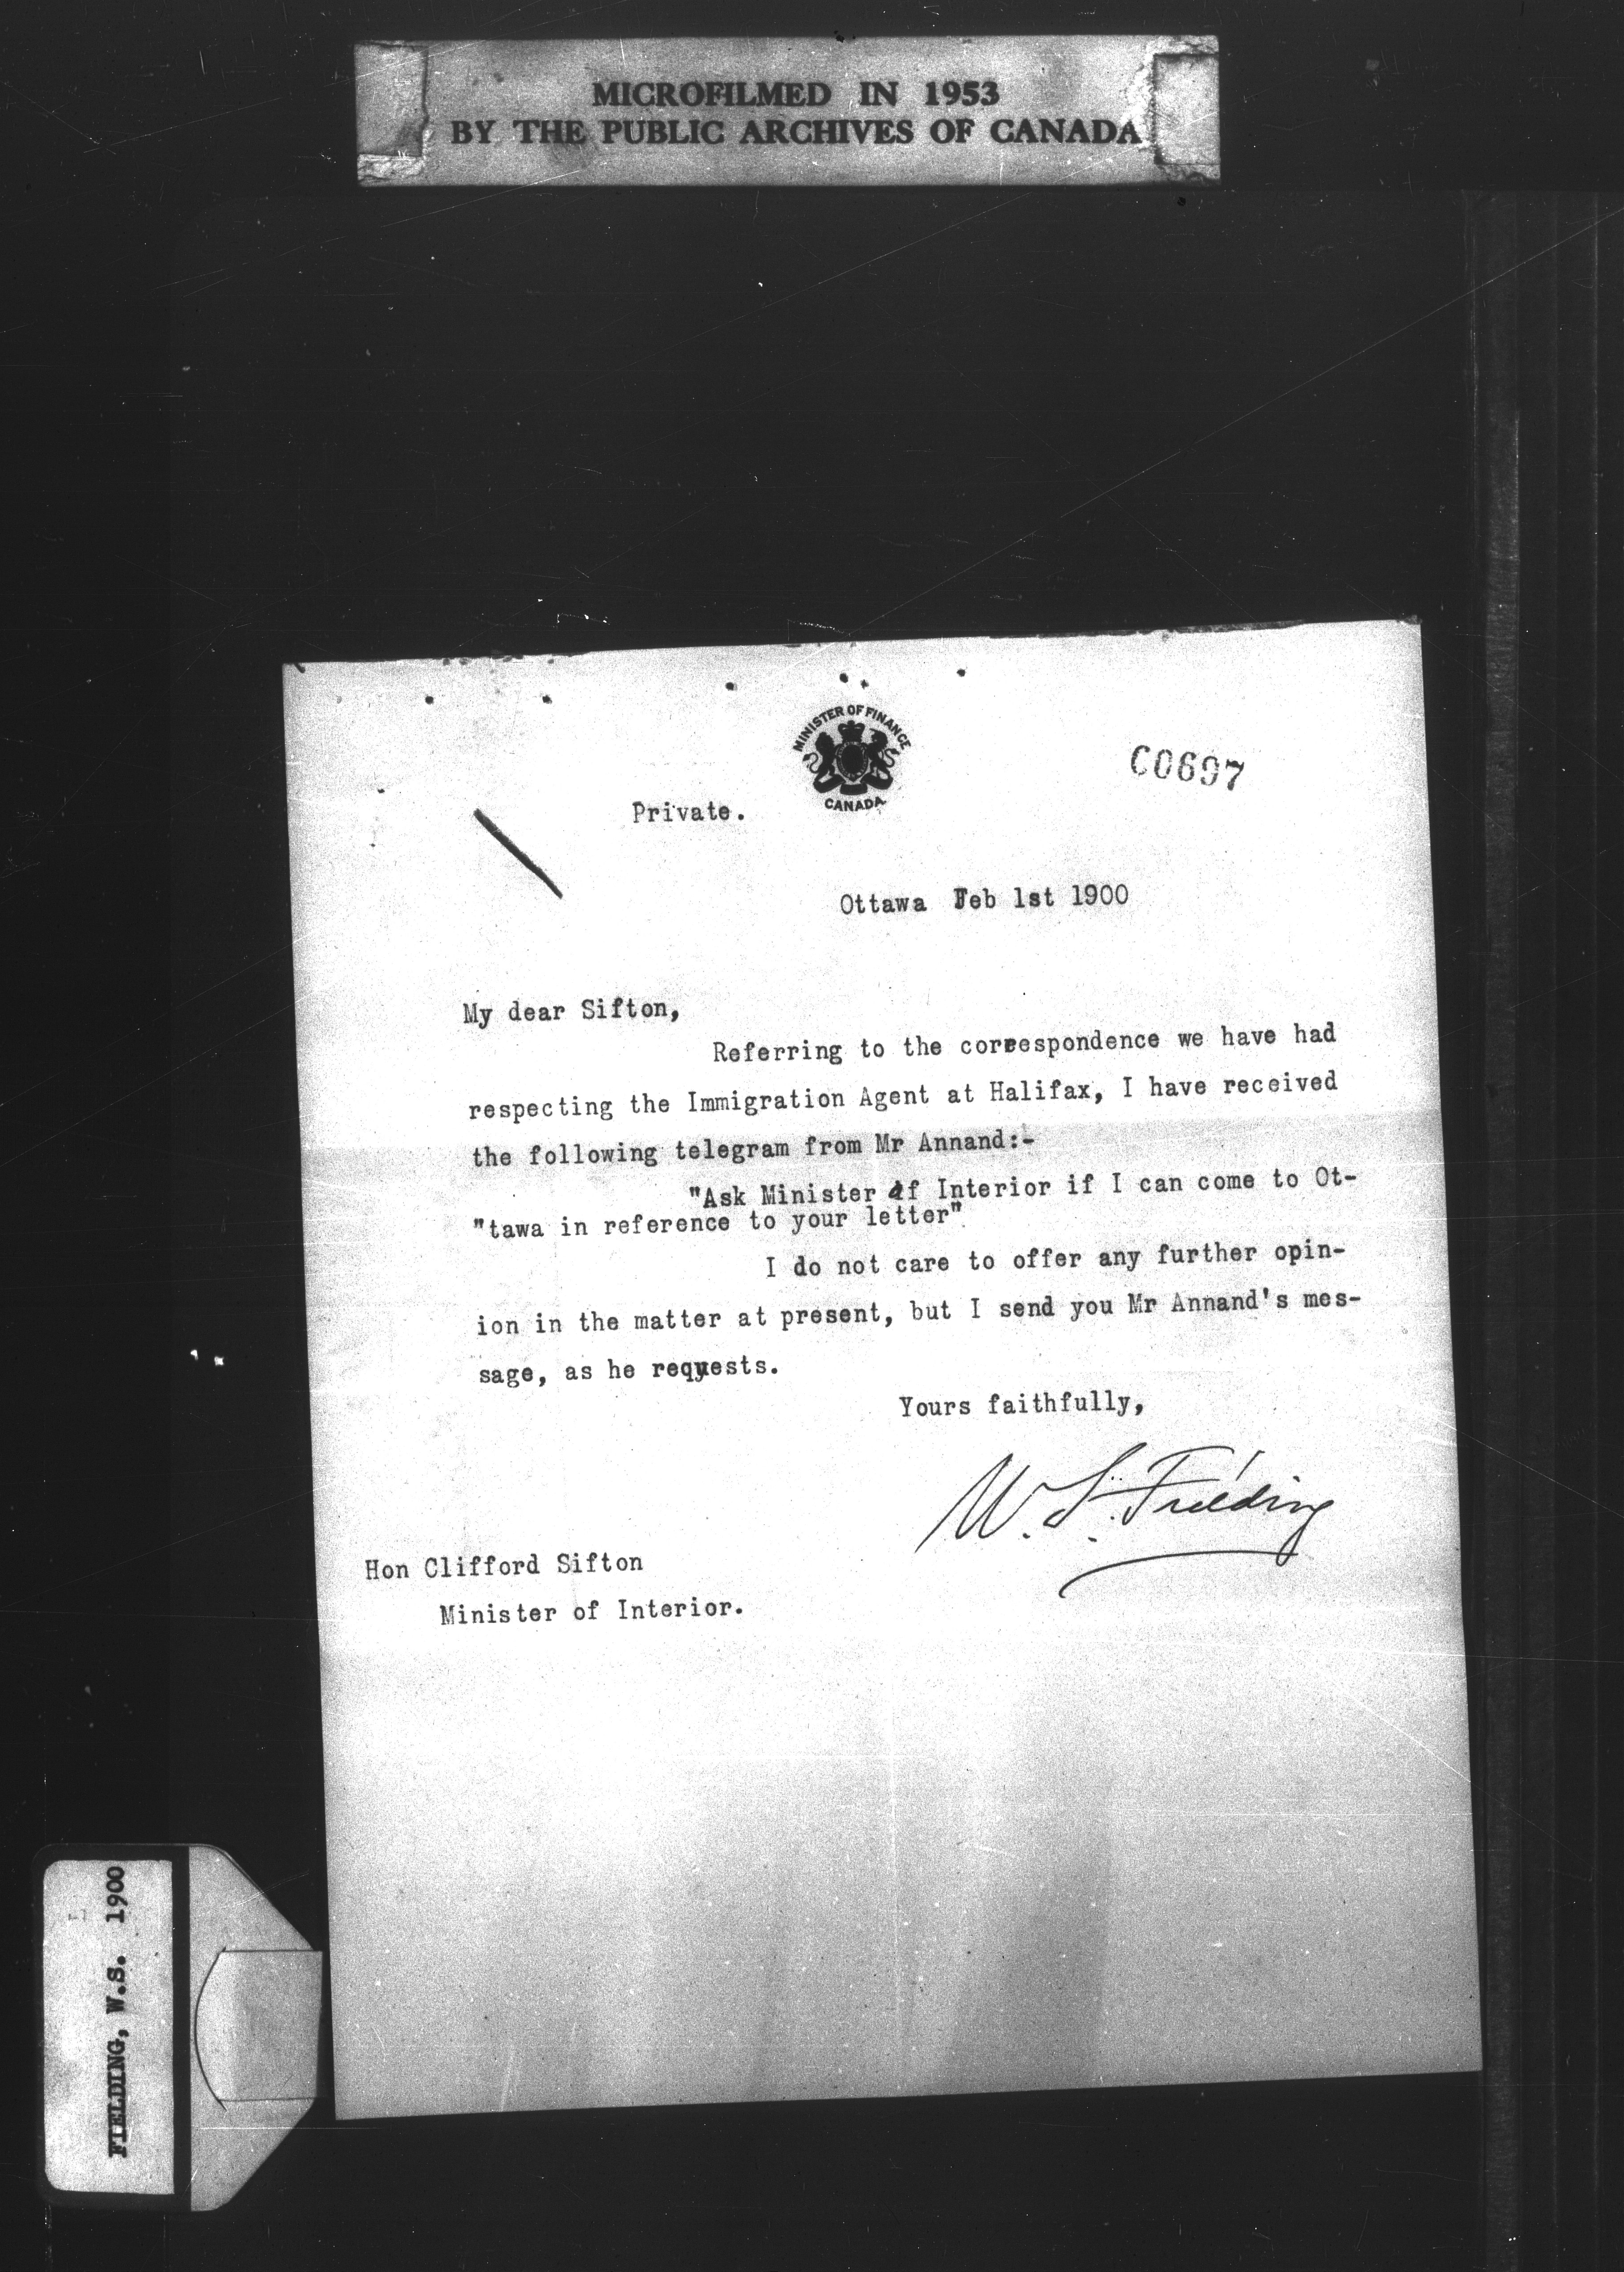 MICROFILMED IN 1953
BY THE PUBLIC ARCHIVES OF CANADA
MINISTER OF FINANCE
CANADA
C0697
Private.
Ottawa Feb 1st 1900
My dear Sifton,
Referring to the correspondence we have had
respecting the Immigration Agent at Halifax, I have received
the following telegram from Mr Annand:-
"Ask Minister of Interior if I can come to Ot-
"tawa in reference to your letter"
I do not care to offer any further opin-
ion in the matter at present, but I send you Mr Annand's mes-
sage, as he requests.
Yours faithfully,
W. S. Fielding
Hon Clifford Sifton
Minister of Interior.
FIELDING, W.S. 1900